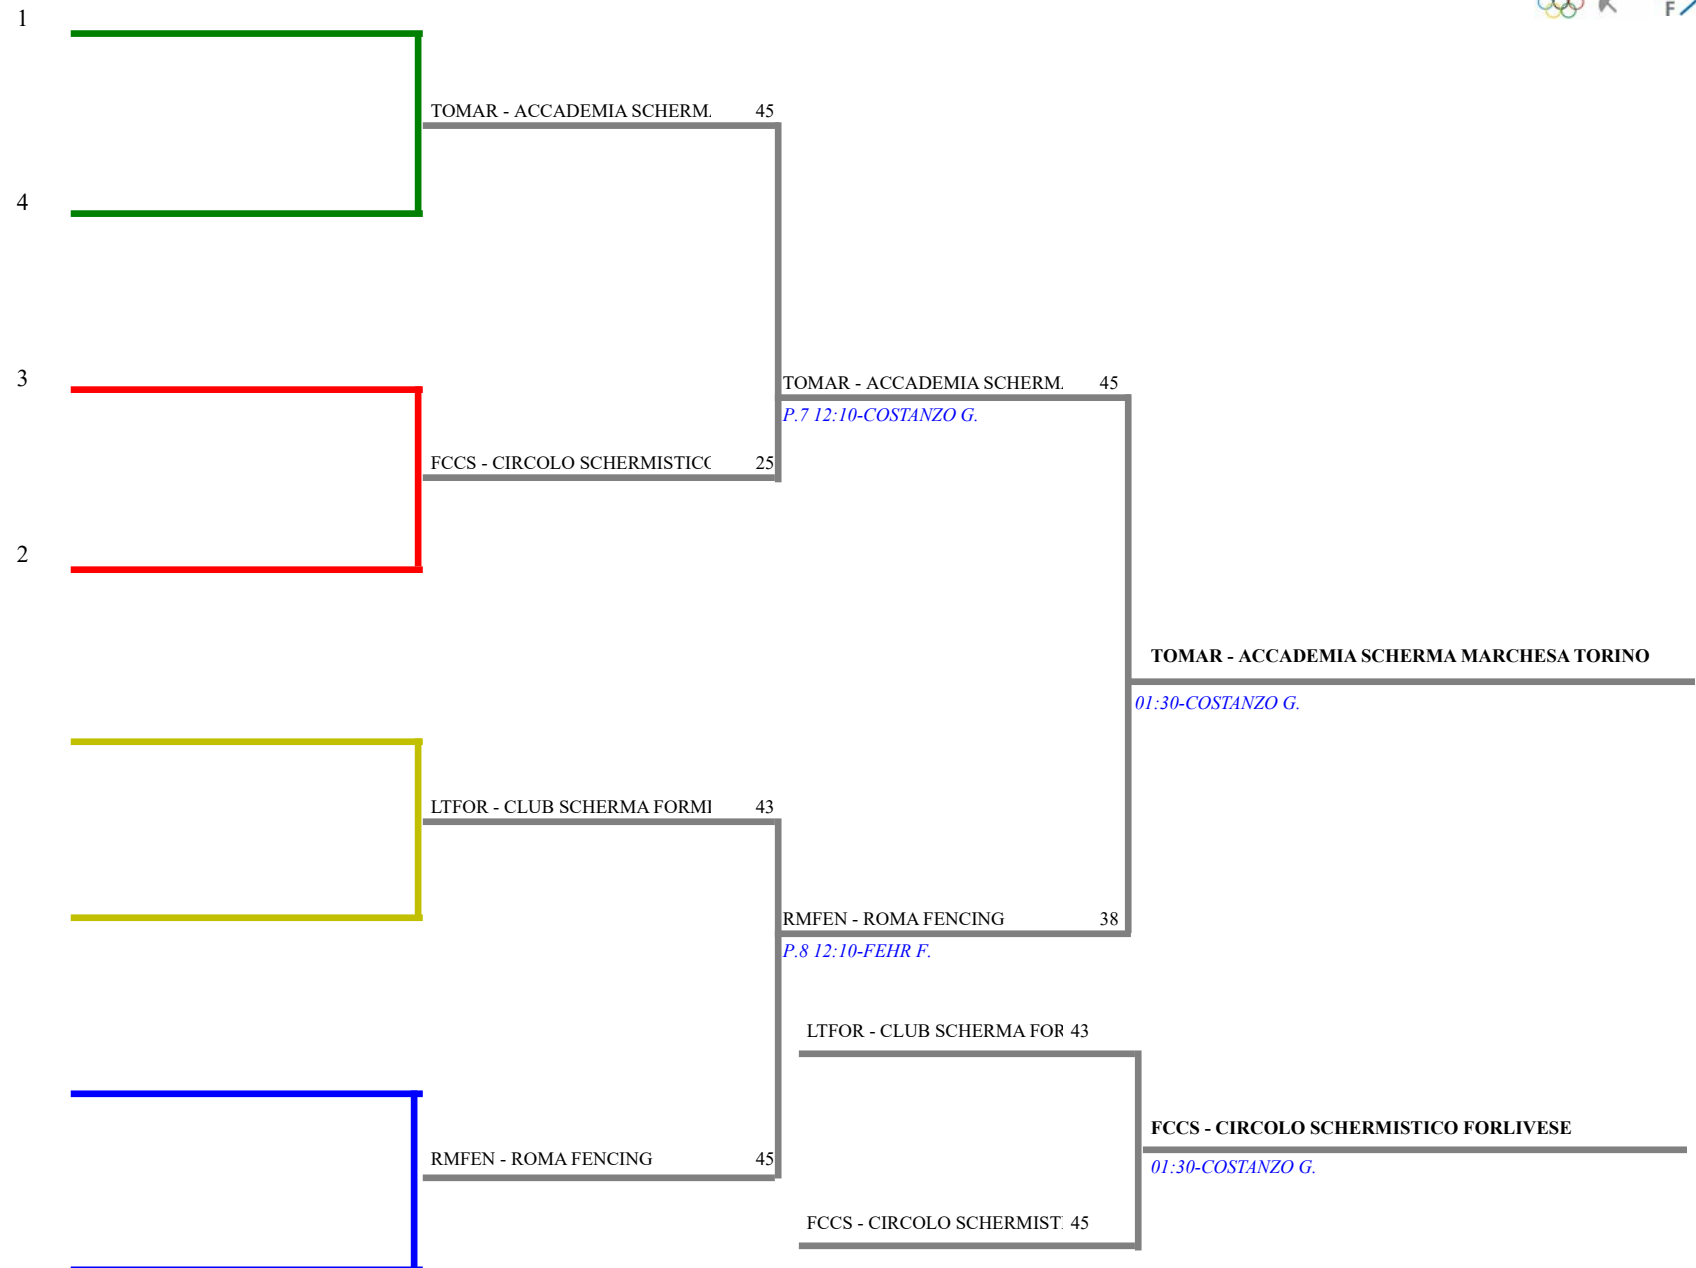 1
F
TOMAR - ACCADEMIA SCHERM. 45
4
3
TOMAR - ACCADEMIA SCHERM. 45
P.7 12:10-COSTANZO G.
FCCS - CIRCOLO SCHERMISTIC 25
2
TOMAR - ACCADEMIA SCHERMA MARCHESA TORINO
01:30-COSTANZO G.
LTFOR - CLUB SCHERMA FORMI 43
RMFEN - ROMA FENCING 38
P.8 12:10-FEHR F.
LTFOR - CLUB SCHERMA FOR 43
FCCS - CIRCOLO SCHERMISTICO FORLIVESE
RMFEN - ROMA FENCING 45
01:30-COSTANZO G.
FCCS - CIRCOLO SCHERMIST 45